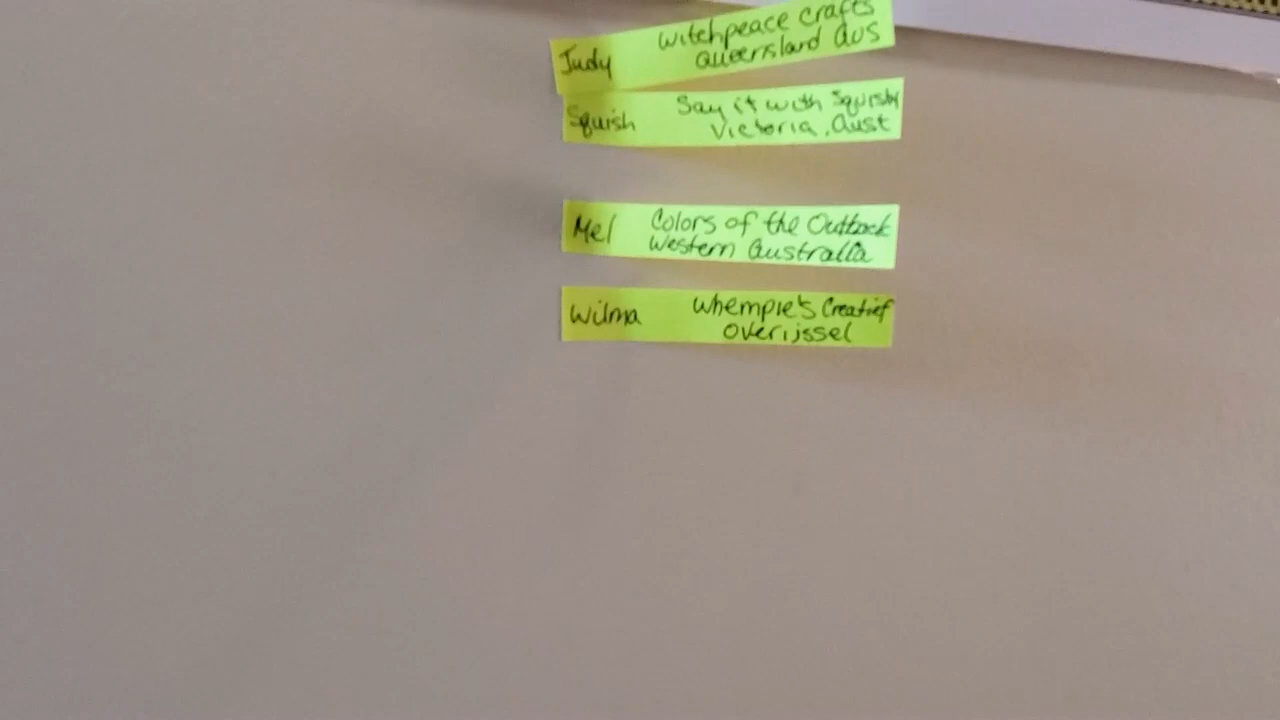 Judy witchpeace crafts
Queensland aus
Squish Say it with Squish
Victoria, Aust
Mel Colors of the Outback
Western Australia
Wilma Whempie's Creatief
Overijssel